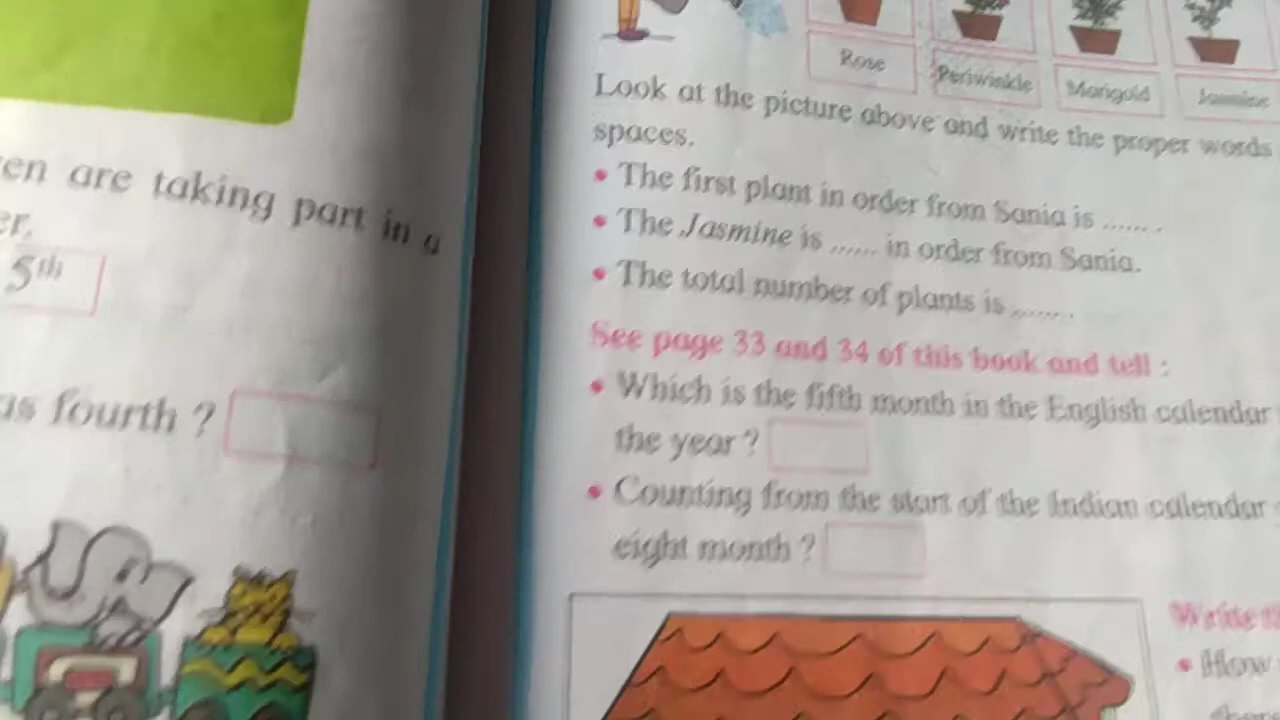 en are taking part in a
er.
5th
as fourth ?
Rose
Periwinkle
Marigold
Jasmine
Look at the picture above and write the proper words
spaces.
• The first plant in order from Sania is .......
• The Jasmine is ...... in order from Sania.
• The total number of plants is .......
See page 33 and 34 of this book and tell :
• Which is the fifth month in the English calendar
the year ?
• Counting from the start of the Indian calendar
eight month ?
Write
• How